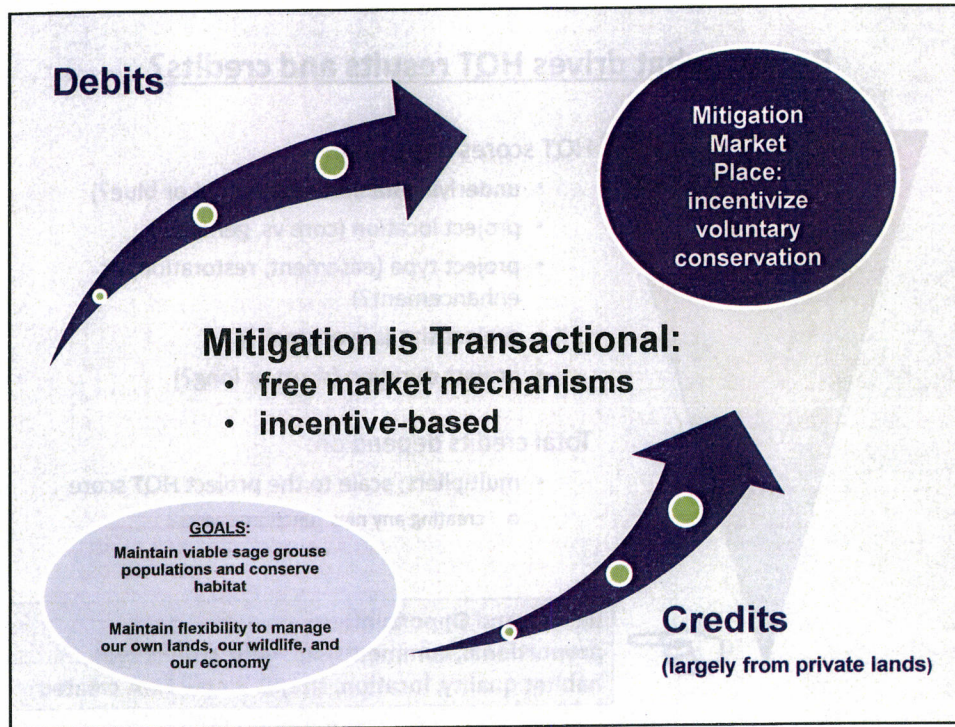 Debits
Mitigation
Market
Place:
incentivize
voluntary
conservation
Mitigation is Transactional:
• free market mechanisms
• incentive-based
GOALS:
Maintain viable sage grouse
populations and conserve
habitat
Maintain flexibility to manage
our own lands, our wildlife, and
our economy
Credits
(largely from private lands)